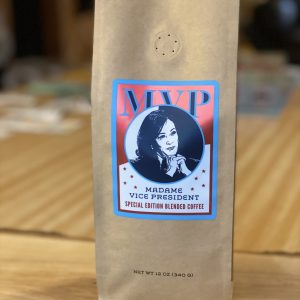 MVP
MADAME
VICE PRESIDENT
SPECIAL EDITION BLENDED COFFEE
NET WT 12 OZ (340 G)